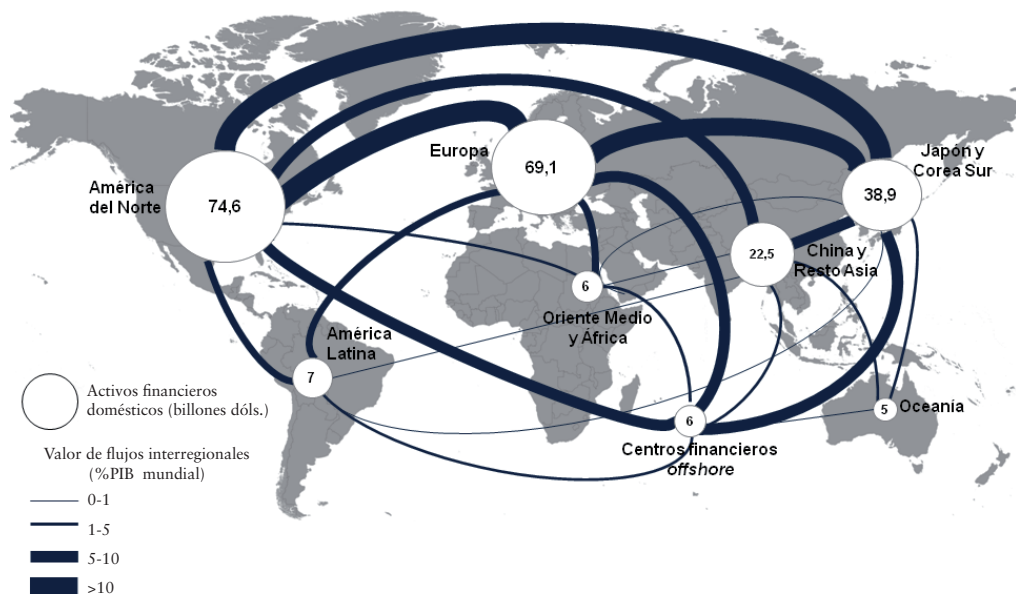 Europa
69,1
Japón y
Corea Sur
38,9
América
del Norte
74,6
22,5
China y
RestoAsia
6
Oriente Medio
y África
América
Latina
7
6
Centros financieros
offshore
5
Oceanía
Activos financieros
domésticos (billones dóls.)
Valor de flujos interregionales
(%PIB mundial)
0-1
1-5
5-10
>10